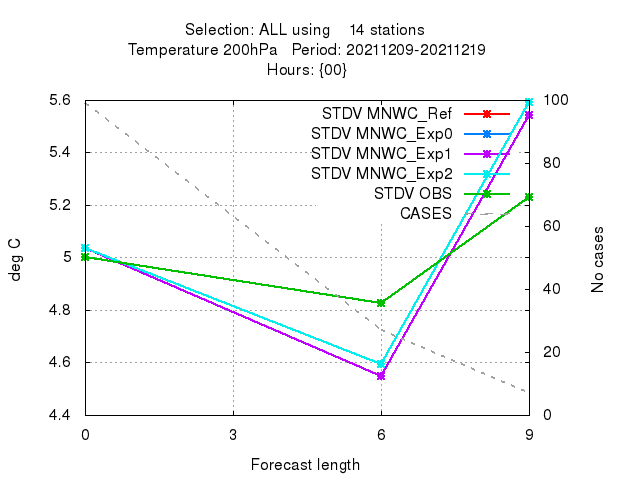 Selection: ALL using    14 stations
Temperature 200hPa   Period: 20211209-20211219
Hours: {00}
5.6
5.4
5.2
5
4.8
4.6
4.4
100
80
60
40
20
0
STDV MNWC_Ref
STDV MNWC_Exp0
STDV MNWC_Exp1
STDV MNWC_Exp2
STDV OBS
CASES
deg C
No cases
0 3 6 9
Forecast length